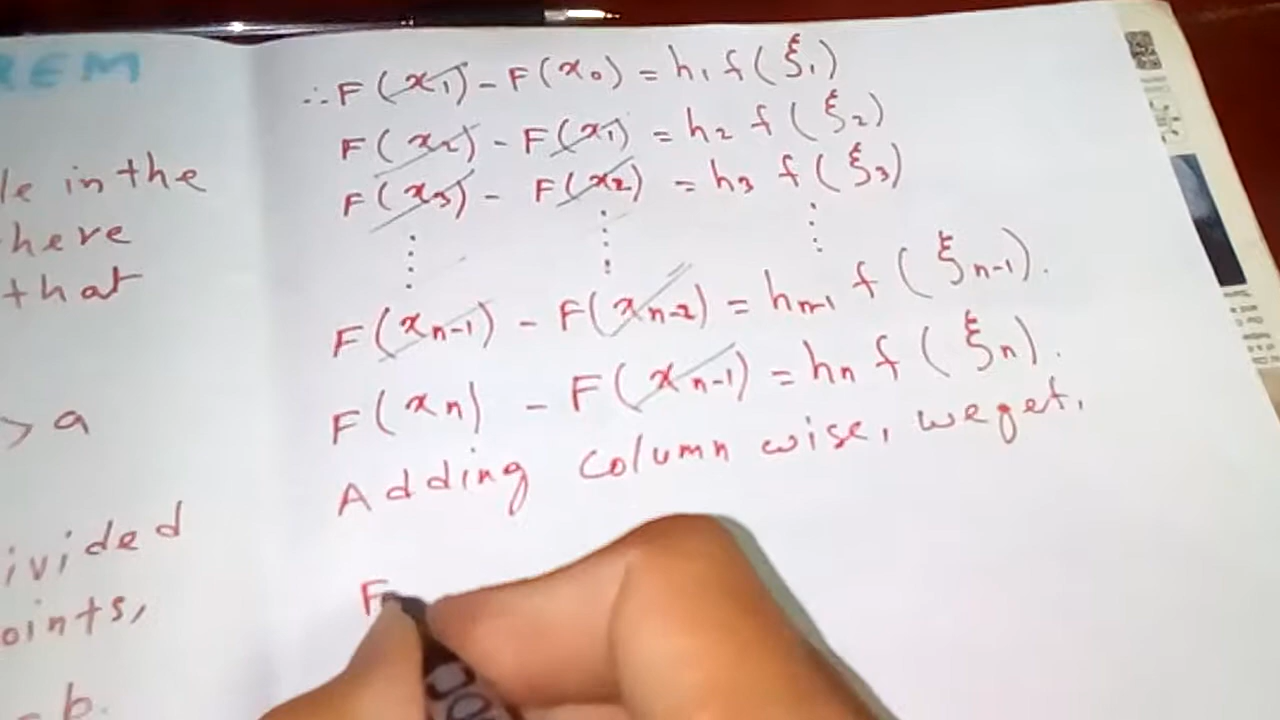 REM
le in the
here
that
> a
ivided
oints,
b.
∴ F(x₁) - F(x₀) = h₁ f(ξ₁)
F(x₂) - F(x₁) = h₂ f(ξ₂)
F(x₃) - F(x₂) = h₃ f(ξ₃)
⋮ ⋮ ⋮
F(xₙ₋₁) - F(xₙ₋₂) = hₙ₋₁ f(ξₙ₋₁).
F(xₙ) - F(xₙ₋₁) = hₙ f(ξₙ).
Adding column wise, we get,
F